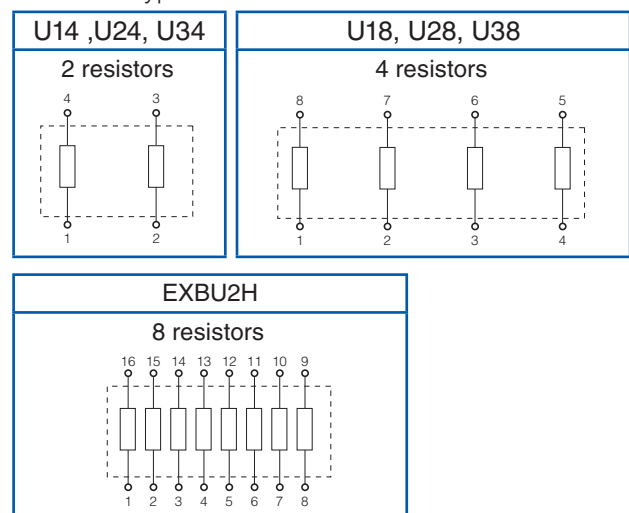 U14 ,U24, U34
2 resistors
4 3
1 2
U18, U28, U38
4 resistors
8 7 6 5
1 2 3 4
EXBU2H
8 resistors
16 15 14 13 12 11 10 9
1 2 3 4 5 6 7 8